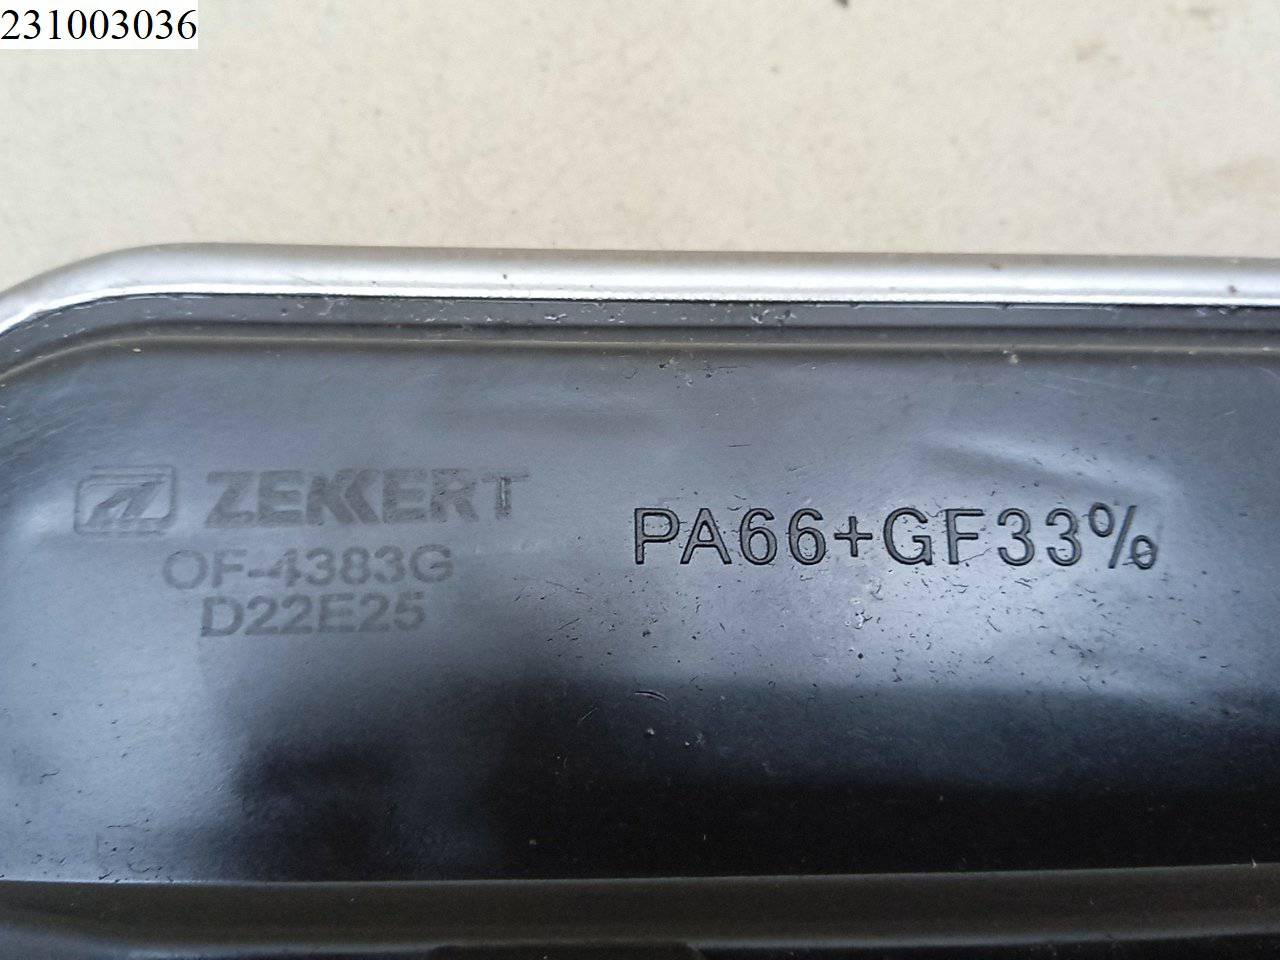 231003036
ZEKKERT
OF-4383G
D22E25
PA66+GF33%